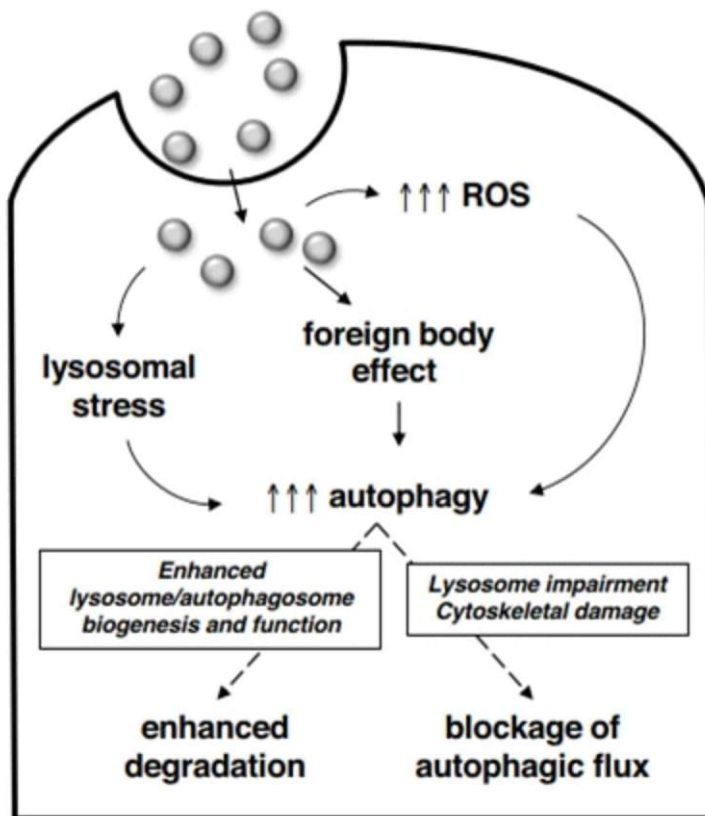 ↑↑↑ ROS
foreign body
effect
lysosomal
stress
↑↑↑ autophagy
Enhanced
lysosome/autophagosome
biogenesis and function
Lysosome impairment
Cytoskeletal damage
enhanced
degradation
blockage of
autophagic flux